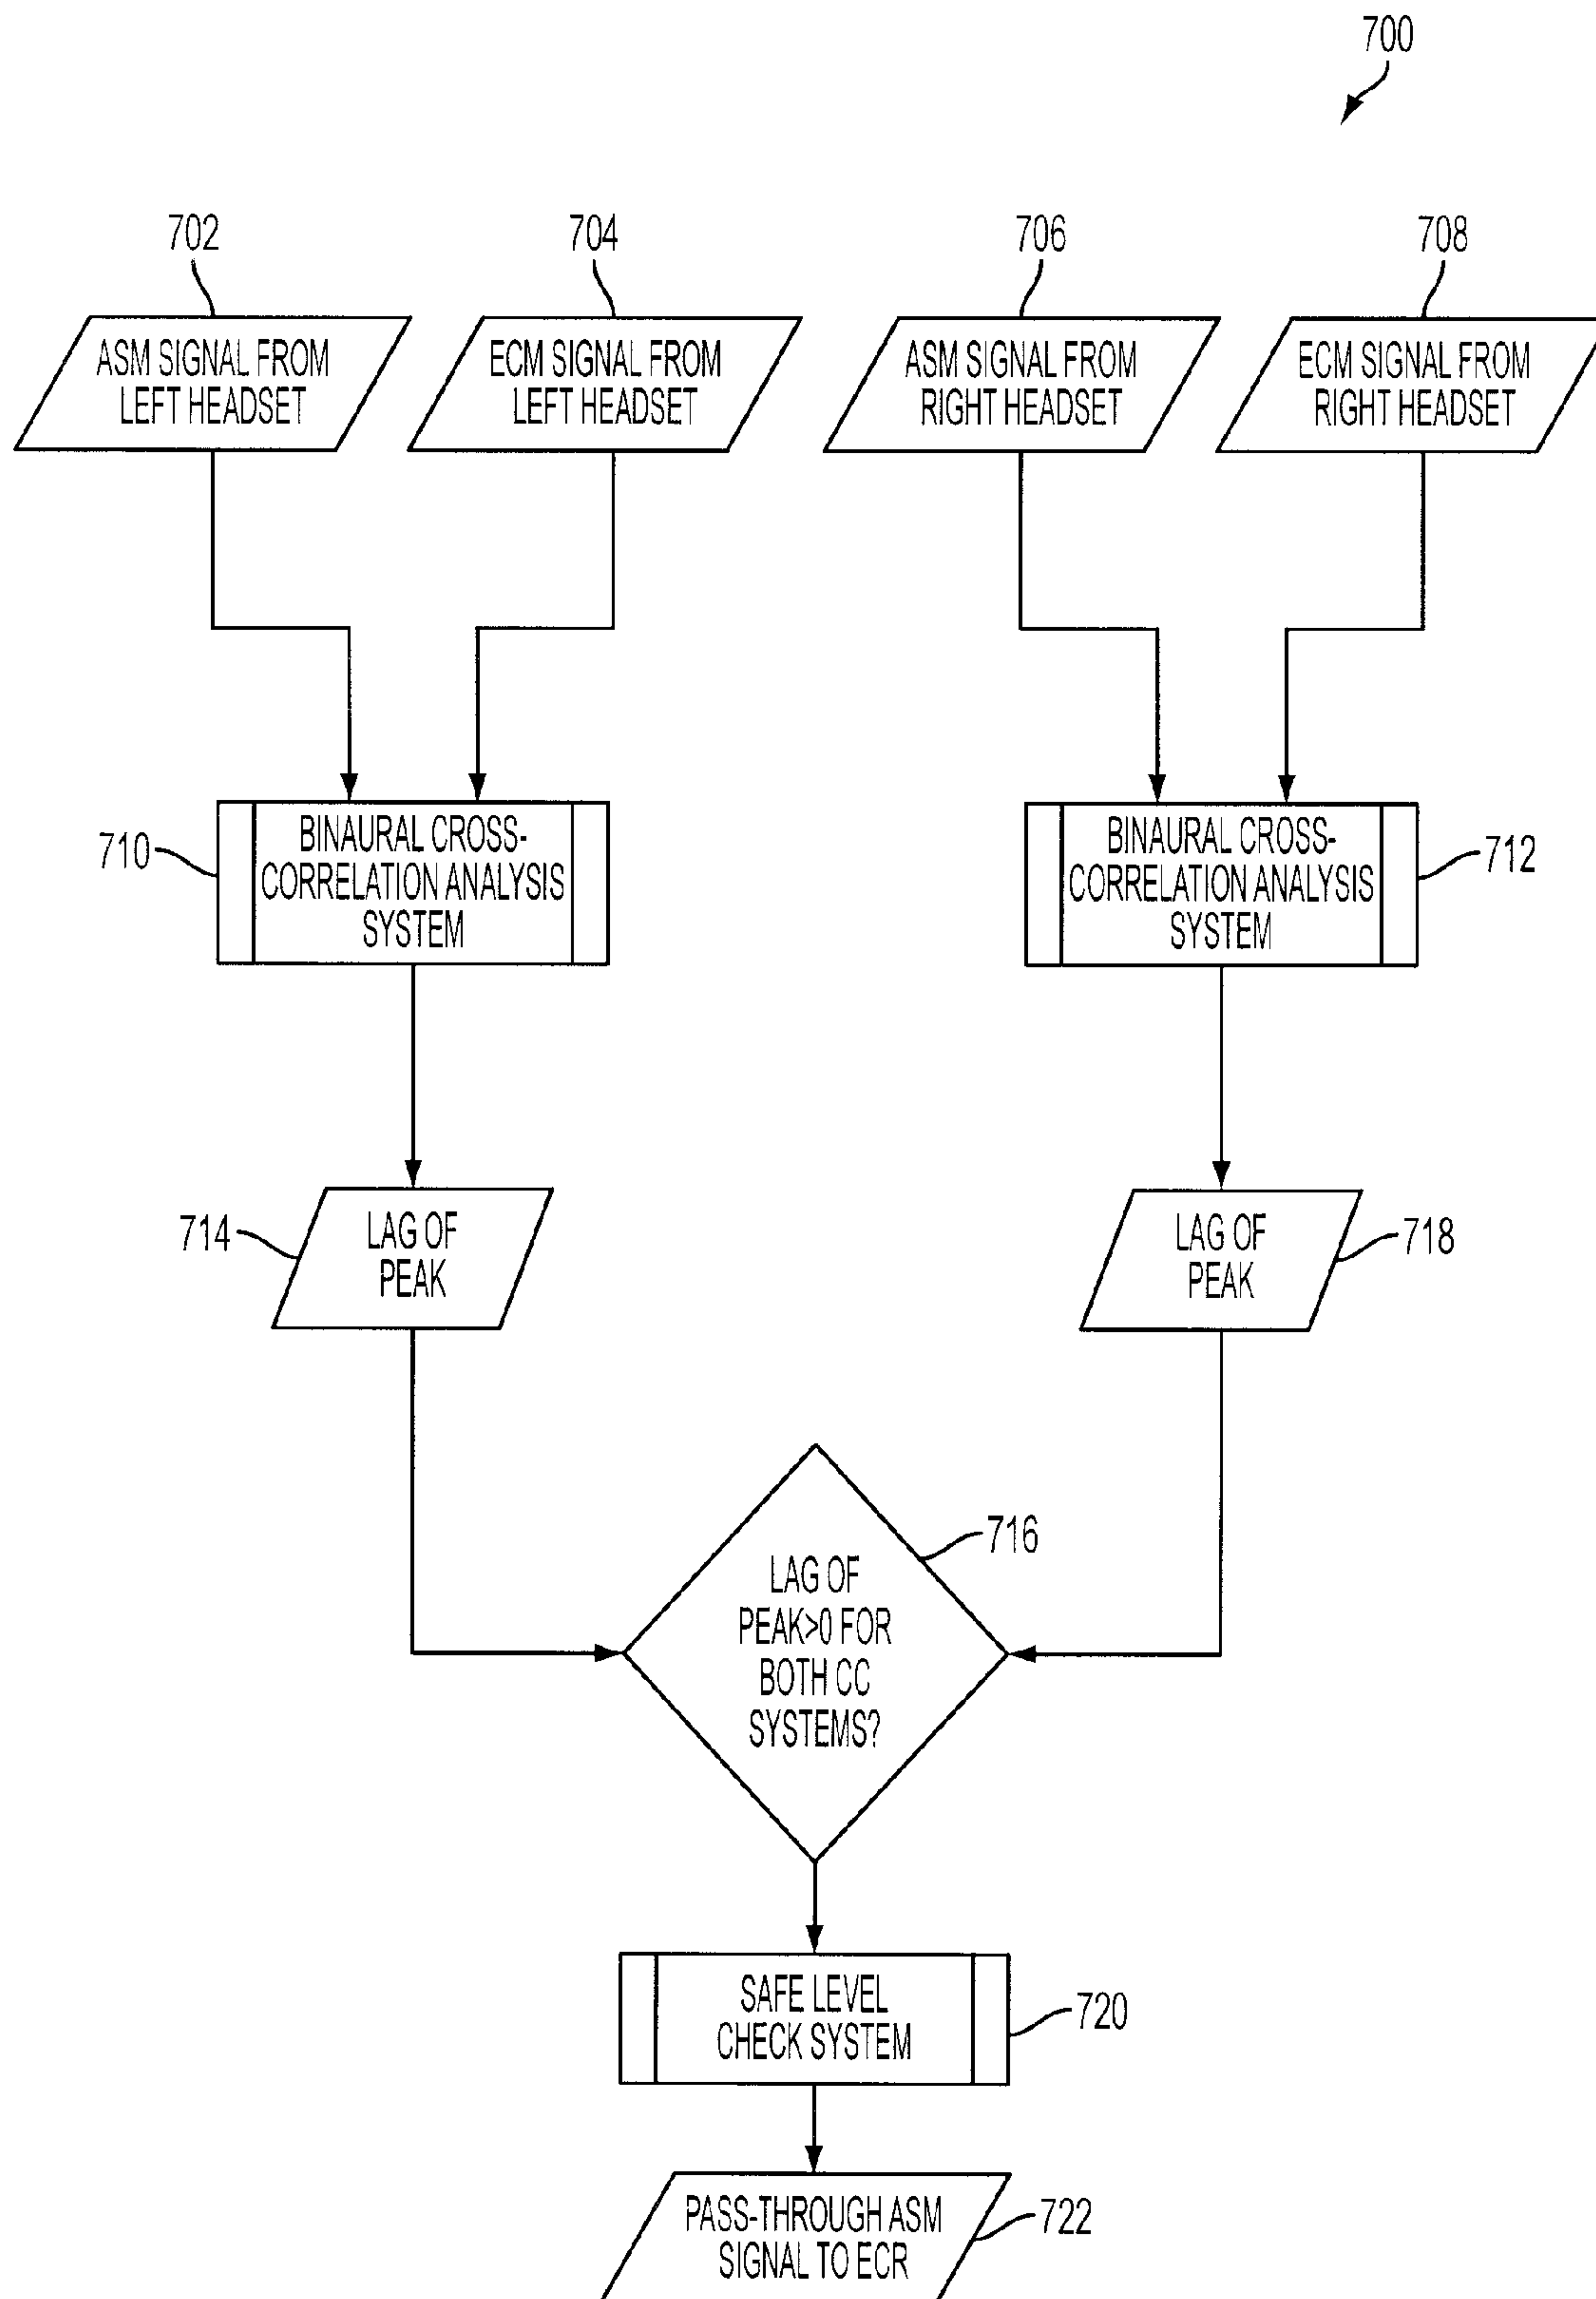 700
702
704
706
708
ASM SIGNAL FROM
LEFT HEADSET
ECM SIGNAL FROM
LEFT HEADSET
ASM SIGNAL FROM
RIGHT HEADSET
ECM SIGNAL FROM
RIGHT HEADSET
710
BINAURAL CROSS-
CORRELATION ANALYSIS
SYSTEM
BINAURAL CROSS-
CORRELATION ANALYSIS
SYSTEM
712
714
LAG OF
PEAK
LAG OF
PEAK
718
716
LAG OF
PEAK>0 FOR
BOTH CC
SYSTEMS?
SAFE LEVEL
CHECK SYSTEM
720
PASS-THROUGH ASM
SIGNAL TO ECR
722